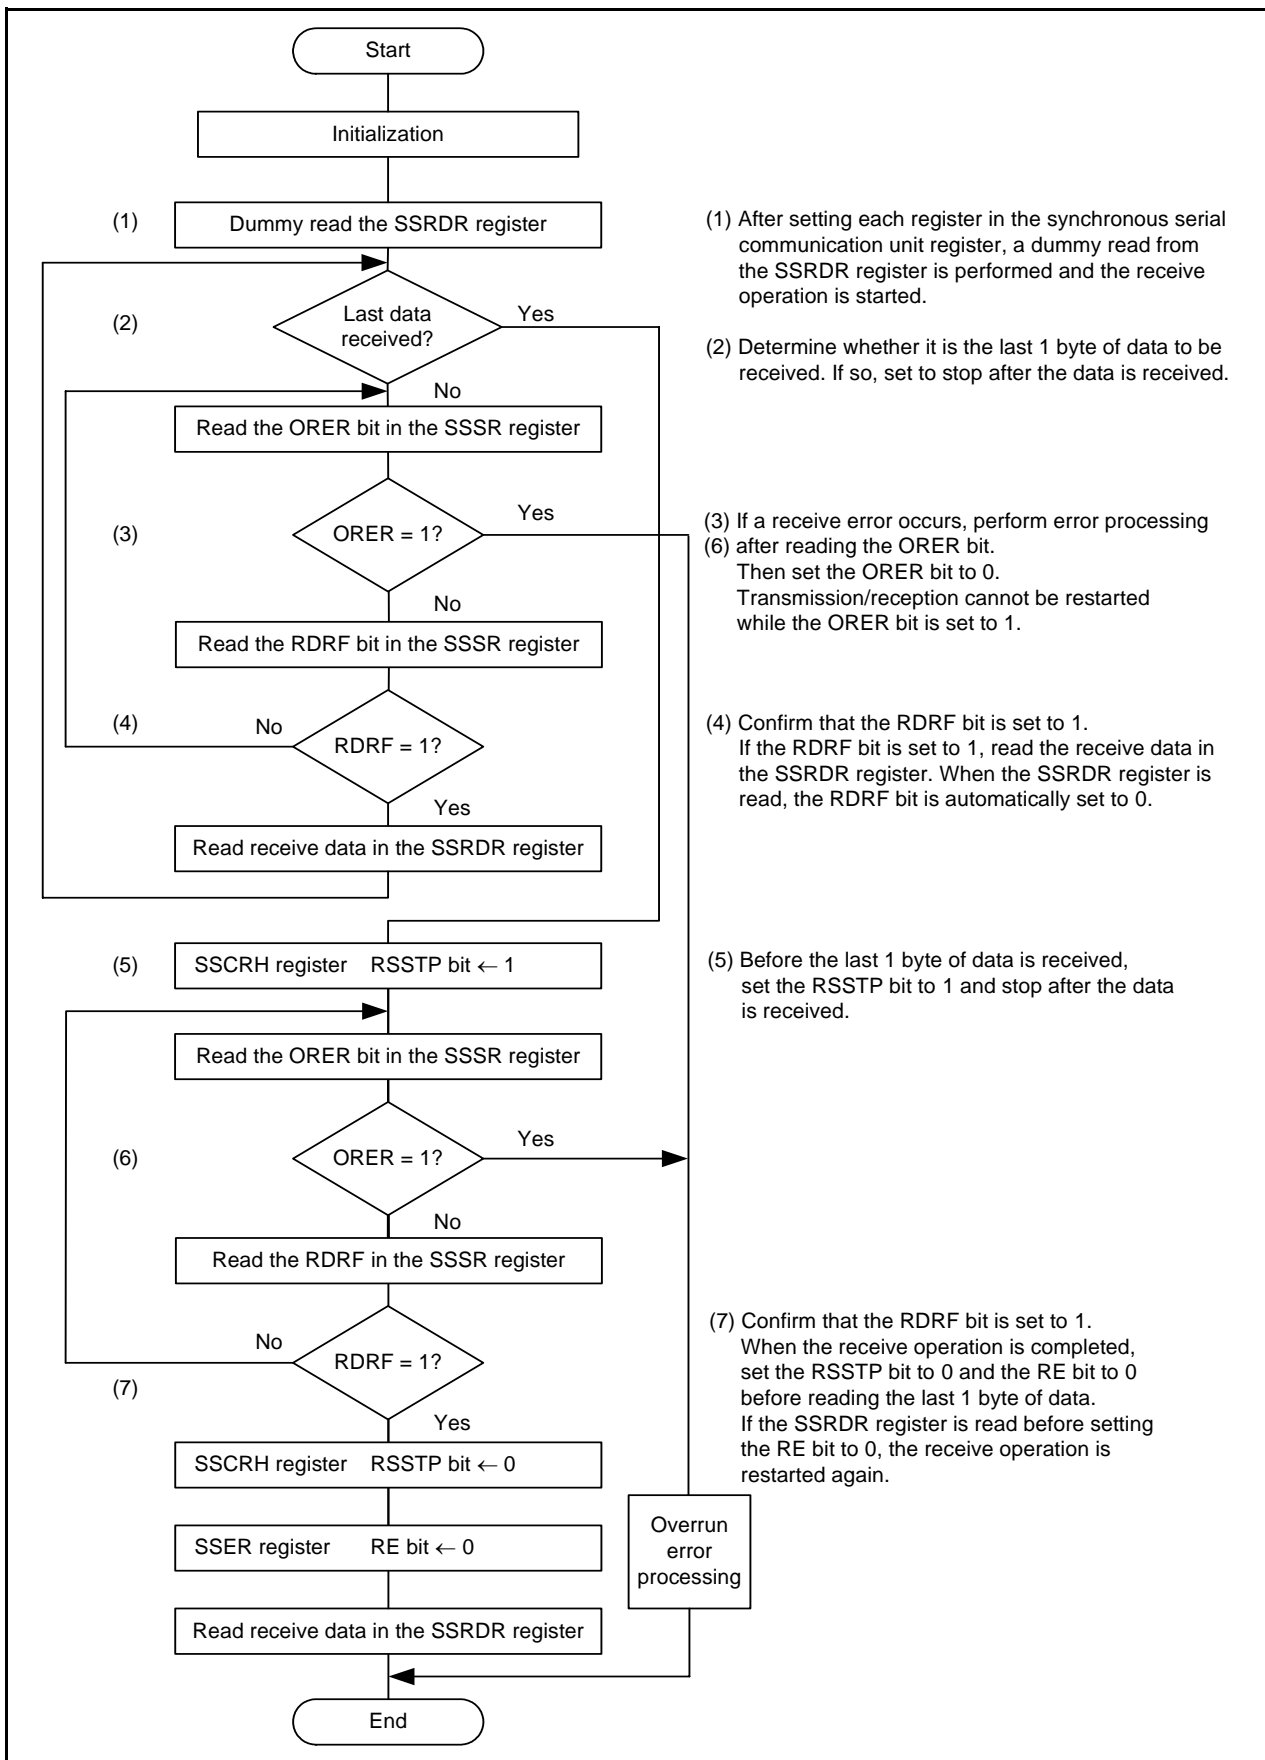 Start
Initialization
(1)
Dummy read the SSRDR register
(1) After setting each register in the synchronous serial
communication unit register, a dummy read from
the SSRDR register is performed and the receive
operation is started.
(2)
Last data
received?
Yes
No
(2) Determine whether it is the last 1 byte of data to be
received. If so, set to stop after the data is received.
Read the ORER bit in the SSSR register
(3)
ORER = 1?
Yes
No
(3) If a receive error occurs, perform error processing
(6) after reading the ORER bit.
Then set the ORER bit to 0.
Transmission/reception cannot be restarted
while the ORER bit is set to 1.
Read the RDRF bit in the SSSR register
(4)
No
RDRF = 1?
Yes
(4) Confirm that the RDRF bit is set to 1.
If the RDRF bit is set to 1, read the receive data in
the SSRDR register. When the SSRDR register is
read, the RDRF bit is automatically set to 0.
Read receive data in the SSRDR register
(5)
SSCRH register RSSTP bit ← 1
(5) Before the last 1 byte of data is received,
set the RSSTP bit to 1 and stop after the data
is received.
Read the ORER bit in the SSSR register
(6)
ORER = 1?
Yes
No
Read the RDRF in the SSSR register
No
RDRF = 1?
(7)
Yes
(7) Confirm that the RDRF bit is set to 1.
When the receive operation is completed,
set the RSSTP bit to 0 and the RE bit to 0
before reading the last 1 byte of data.
If the SSRDR register is read before setting
the RE bit to 0, the receive operation is
restarted again.
SSCRH register RSSTP bit ← 0
SSER register RE bit ← 0
Overrun
error
processing
Read receive data in the SSRDR register
End